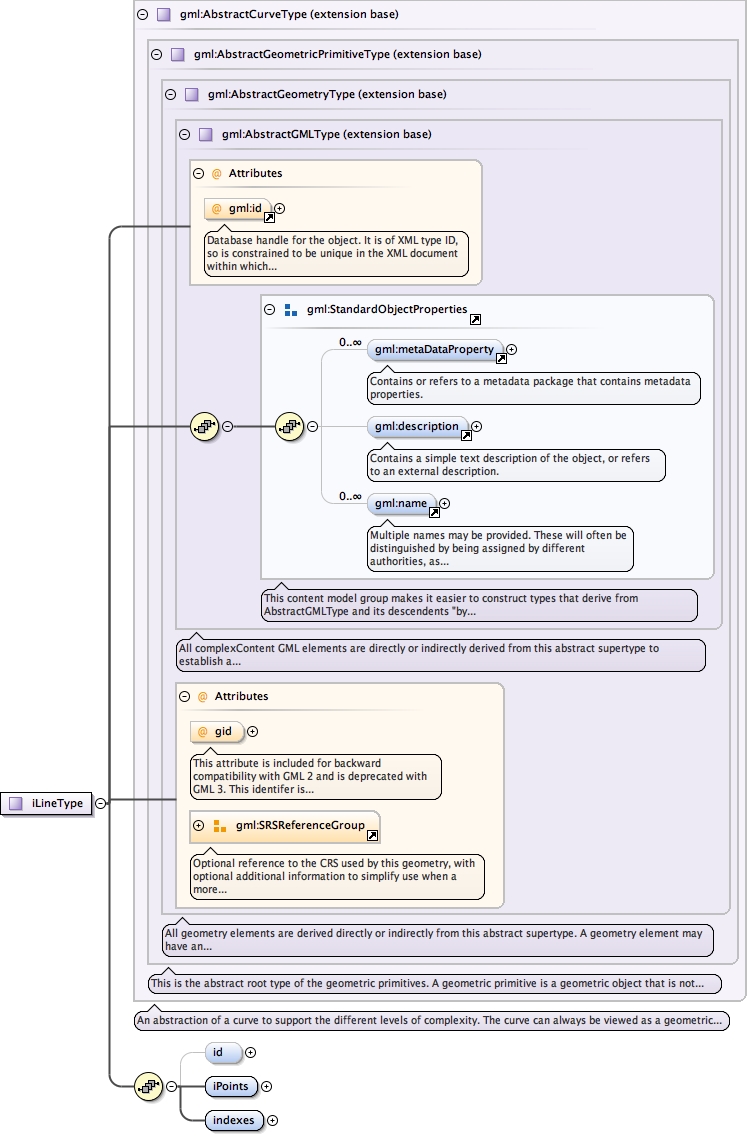 gml:AbstractCurveType (extension base)
gml:AbstractGeometricPrimitiveType (extension base)
gml:AbstractGeometryType (extension base)
gml:AbstractGMLType (extension base)
@ Attributes
@ gml:id
Database handle for the object. It is of XML type ID,
so is constrained to be unique in the XML document
within which...
gml:StandardObjectProperties
0..∞
gml:metaDataProperty
Contains or refers to a metadata package that contains metadata
properties.
gml:description
Contains a simple text description of the object, or refers
to an external description.
0..∞
gml:name
Multiple names may be provided. These will often be
distinguished by being assigned by different
authorities, as...
This content model group makes it easier to construct types that derive from
AbstractGMLType and its descendents "by...
All complexContent GML elements are directly or indirectly derived from this abstract supertype to
establish a...
@ Attributes
@ gid
This attribute is included for backward
compatibility with GML 2 and is deprecated with
GML 3. This identifer is...
iLineType
gml:SRSReferenceGroup
Optional reference to the CRS used by this geometry, with
optional additional information to simplify use when a
more...
All geometry elements are derived directly or indirectly from this abstract supertype. A geometry element may
have an...
This is the abstract root type of the geometric primitives. A geometric primitive is a geometric object that is not...
An abstraction of a curve to support the different levels of complexity. The curve can always be viewed as a geometric...
id
iPoints
indexes